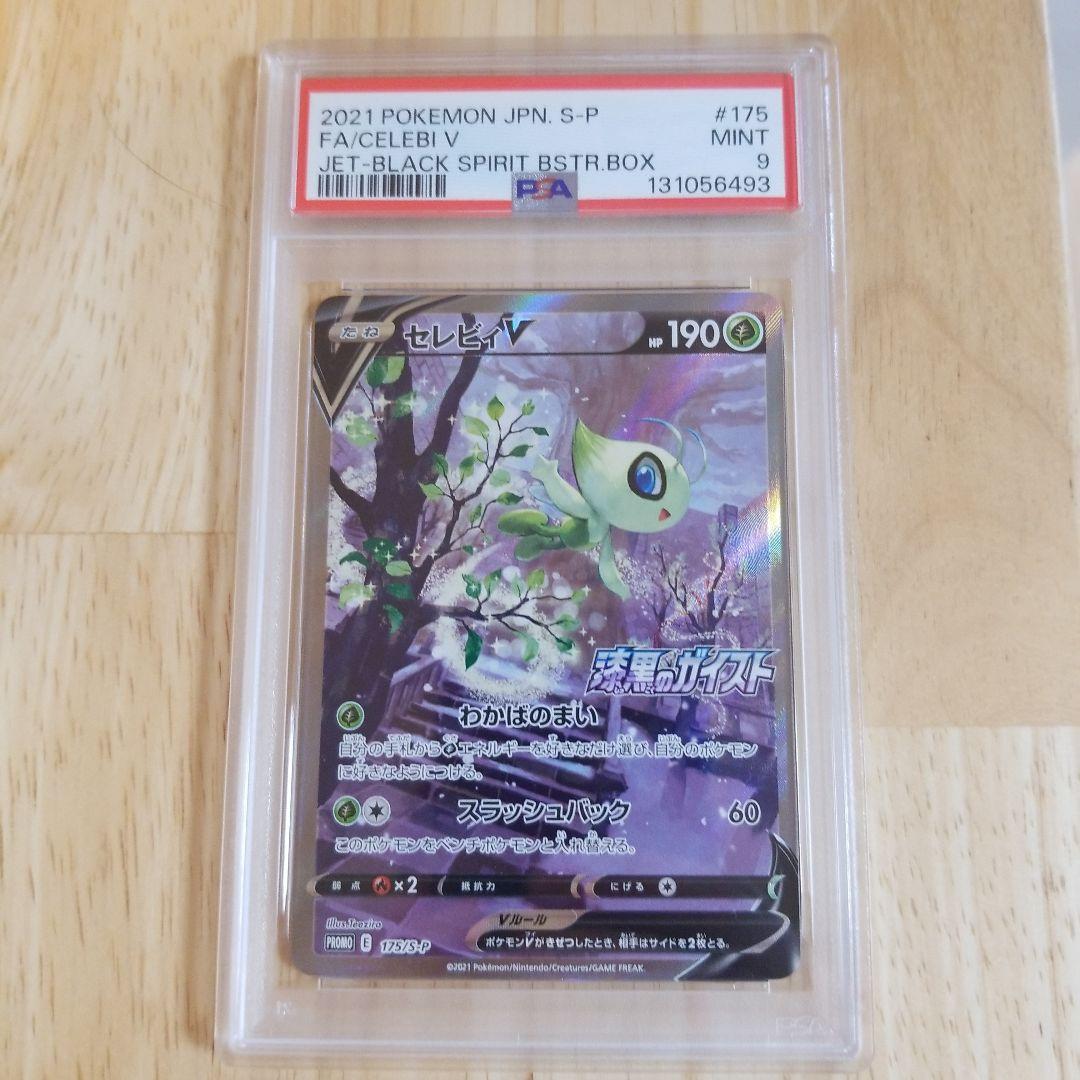 2021 POKEMON JPN. S-P #175
FA/CELEBI V MINT
JET-BLACK SPIRIT BSTR.BOX 9
PSA 131056493
たね セレビィV HP 190
漆黒のガイスト
わかばのまい
自分の手札からエネルギーを好きなだけ選び、自分のポケモン
に好きなようにつける。
スラッシュバック 60
このポケモンをベンチポケモンと入れ替える。
弱点 ×2 抵抗力 にげる
Illus.Teeziro
Vルール
PROMO E 175/S-P
ポケモンVがきぜつしたとき、相手はサイドを2枚とる。
©2021 Pokémon/Nintendo/Creatures/GAME FREAK.
PSA